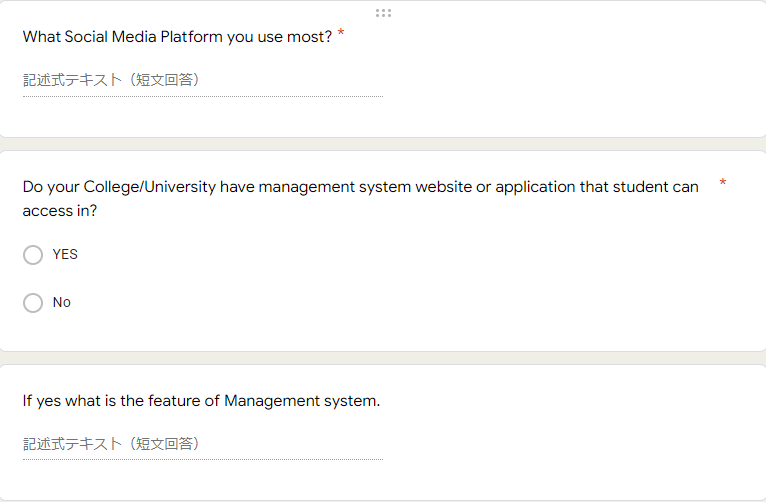 What Social Media Platform you use most? *
記述式テキスト（短文回答）
Do your College/University have management system website or application that student can *
access in?
YES
No
If yes what is the feature of Management system.
記述式テキスト（短文回答）